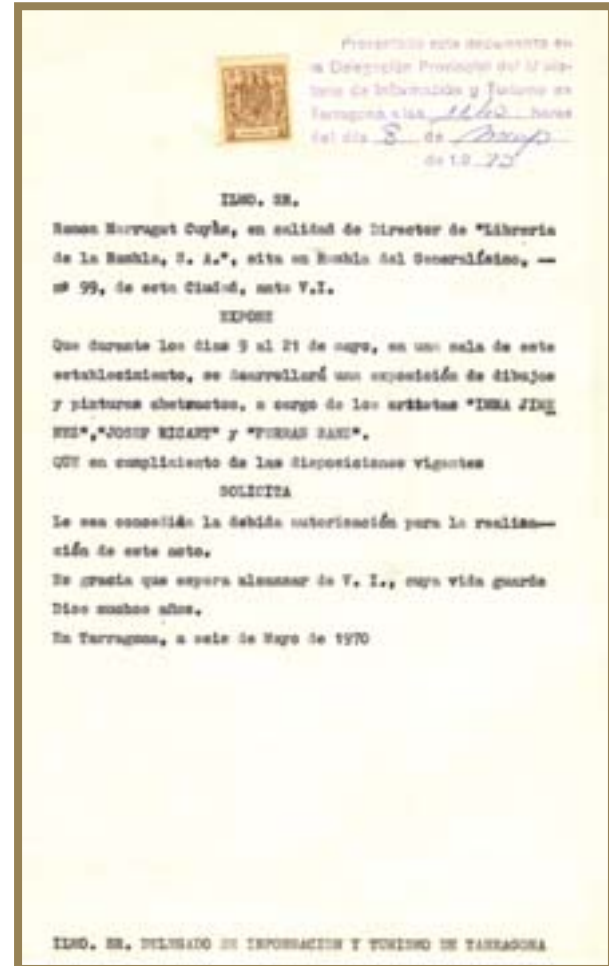 Presentado este documento en
la Delegación Provincial del Minis-
terio de Información y Turismo en
Tarragona a las horas
del día 8 de Mayo
de 19
ILMO. SR.
Ramon Marrugat Cuyàs, en calidad de Director de "Librería
de la Rambla, S. A.", sita en Rambla del Generalísimo, —
nº 99, de esta Ciudad, ante V.I.
EXPONE
Que durante los días 9 al 21 de mayo, en una sala de este
establecimiento, se desarrollará una exposición de dibujos
y pinturas abstractos, a cargo de los artistas "INMA JIME
NEZ", "JOSEP RICART" y "FERRAN SANS".
QUE en cumplimiento de las disposiciones vigentes
SOLICITA
Le sea concedida la debida autorización para la realiza—
ción de este acto.
Es gracia que espera alcanzar de V. I., cuya vida guarde
Dios muchos años.
En Tarragona, a seis de Mayo de 1970
ILMO. SR. DELEGADO DE INFORMACION Y TURISMO DE TARRAGONA